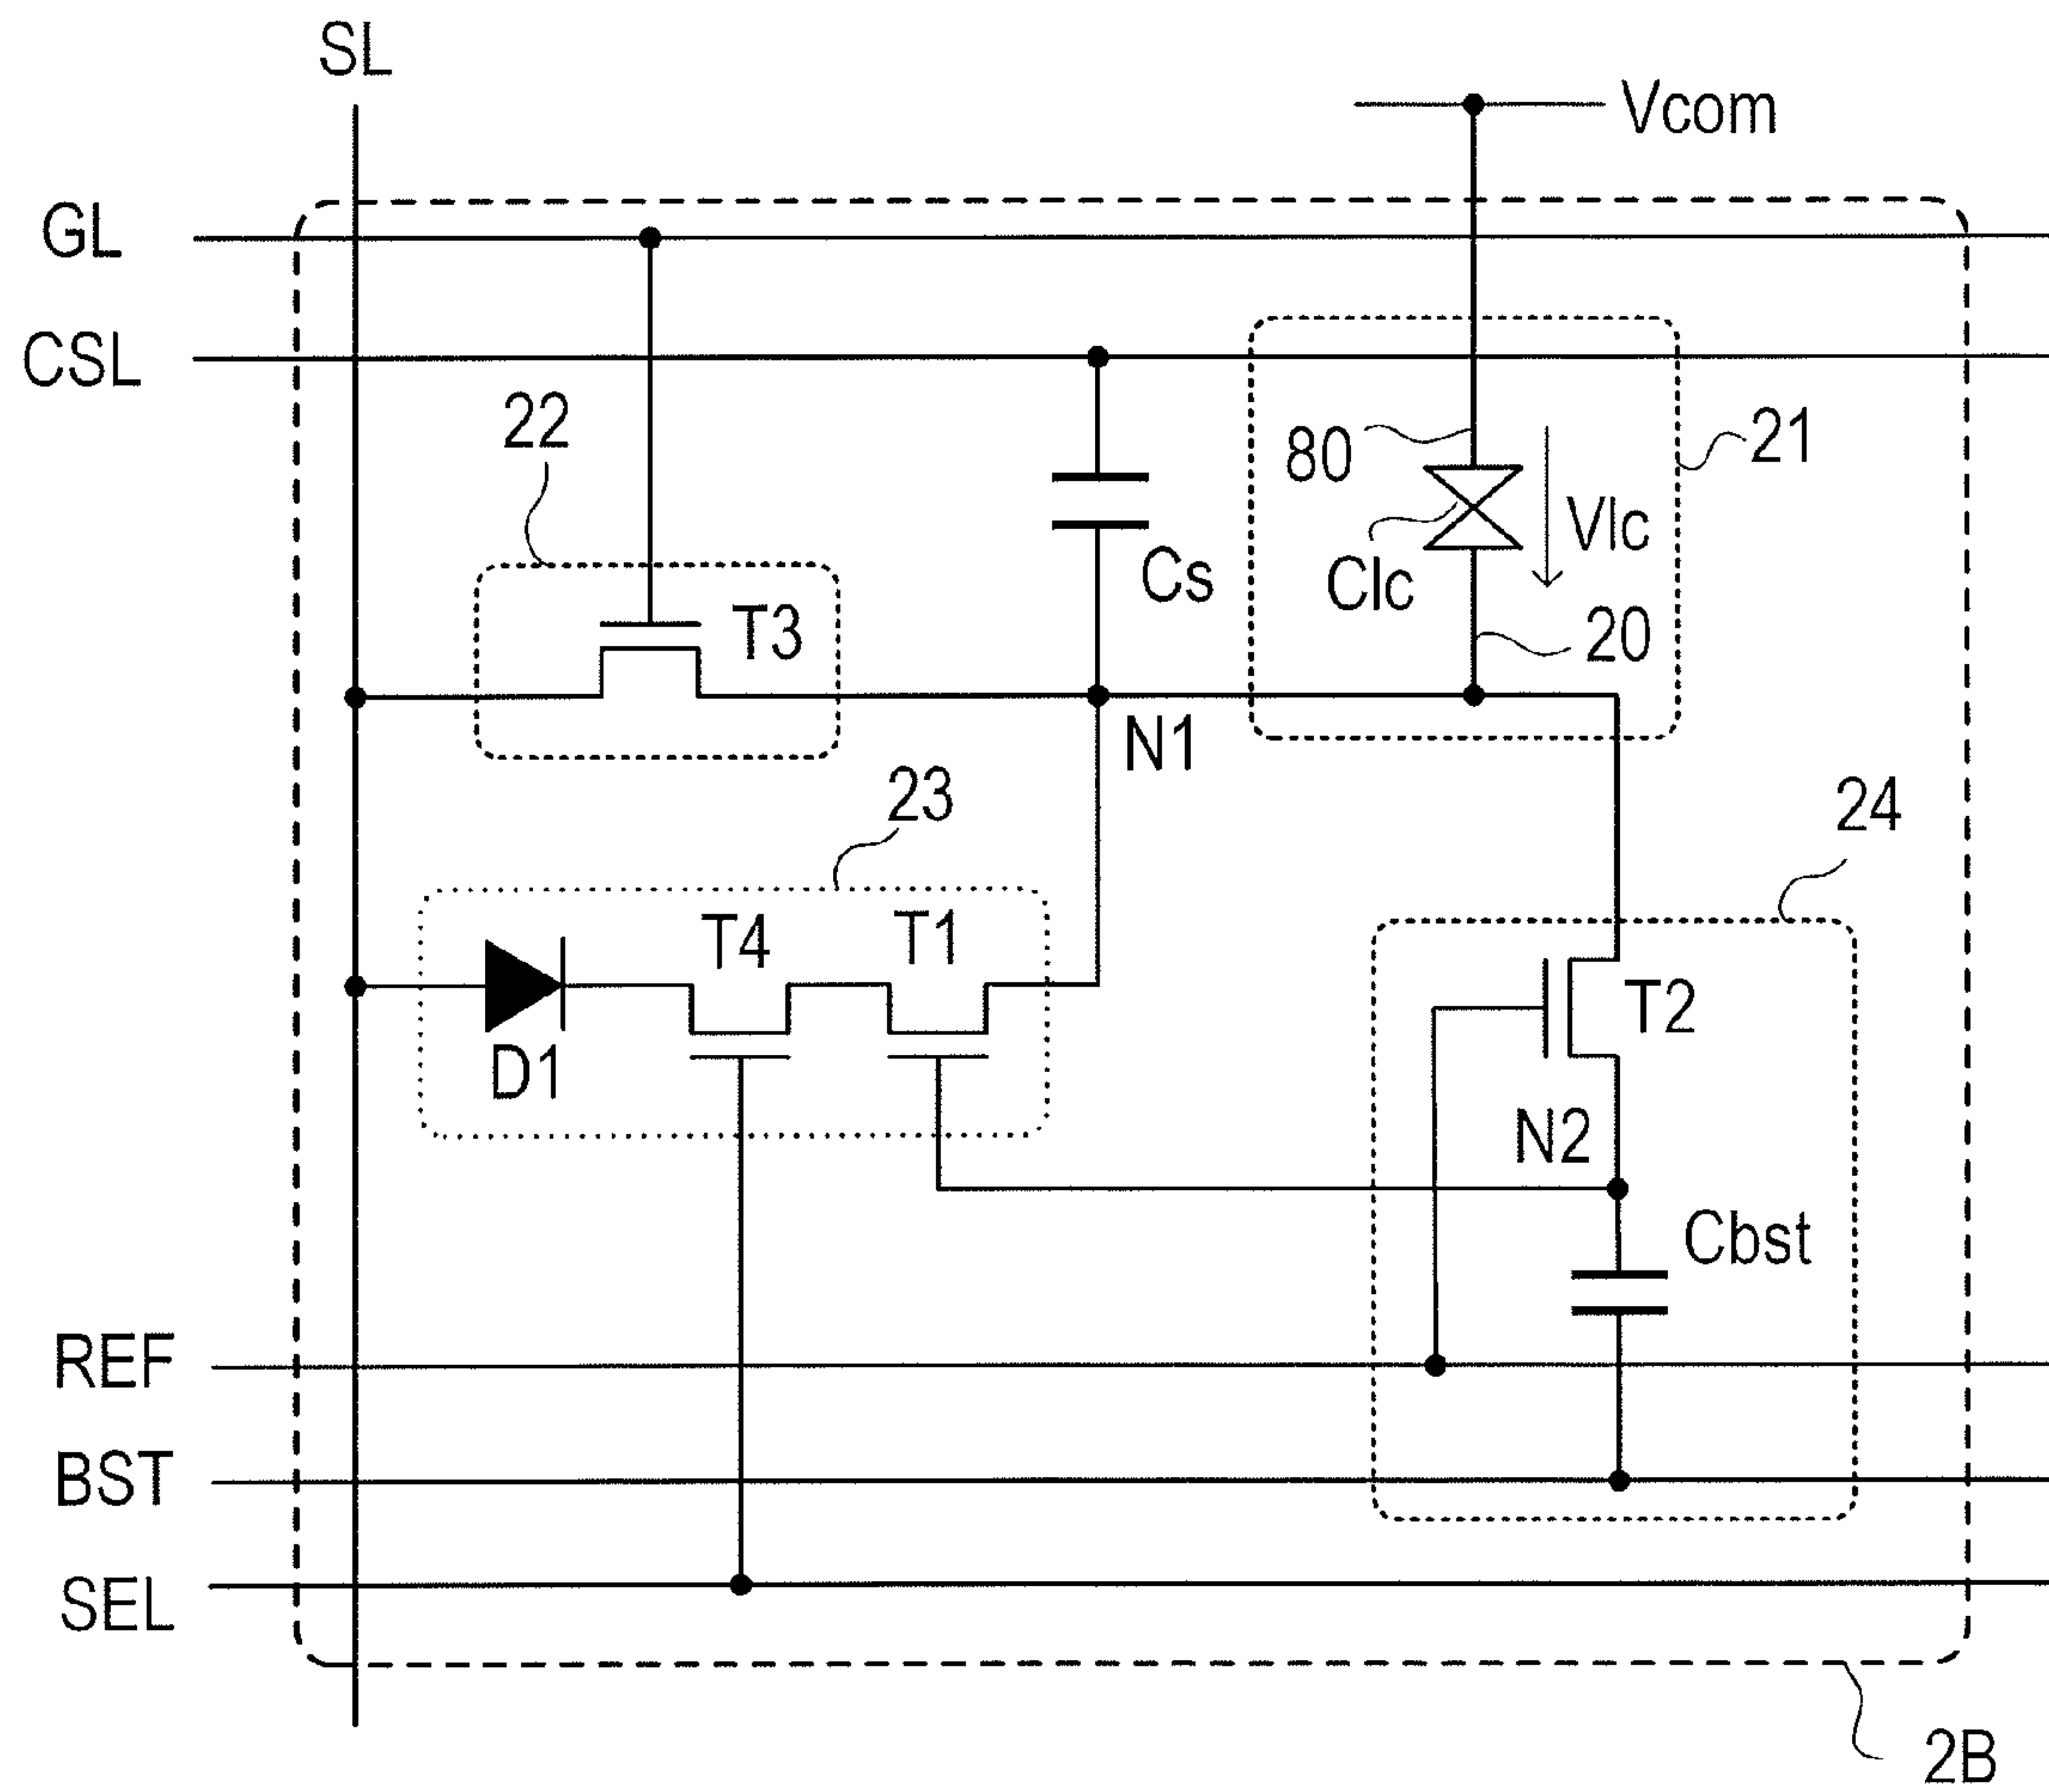 SL
Vcom
GL
CSL
22
80
21
Vlc
Clc
Cs
T3
20
N1
23
24
T4
T1
D1
T2
N2
Cbst
REF
BST
SEL
2B